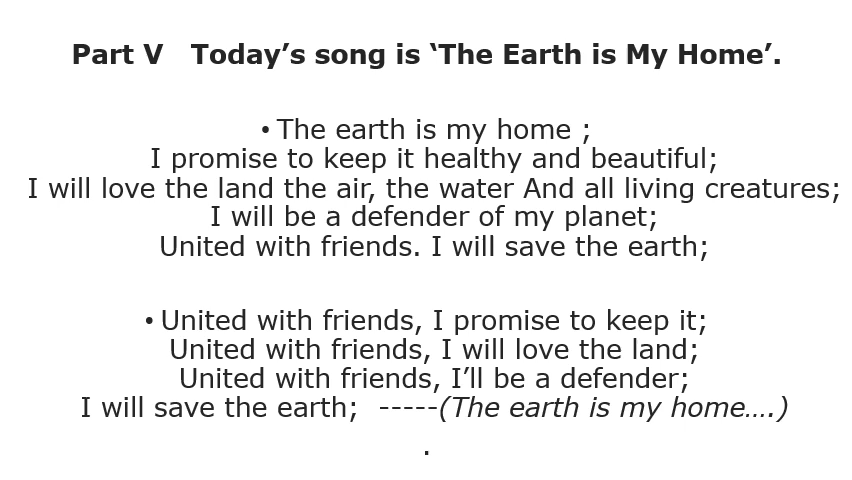 Part V   Today’s song is ‘The Earth is My Home’.
• The earth is my home ;
I promise to keep it healthy and beautiful;
I will love the land the air, the water And all living creatures;
I will be a defender of my planet;
United with friends. I will save the earth;
• United with friends, I promise to keep it;
United with friends, I will love the land;
United with friends, I’ll be a defender;
I will save the earth;  -----(The earth is my home….)
.